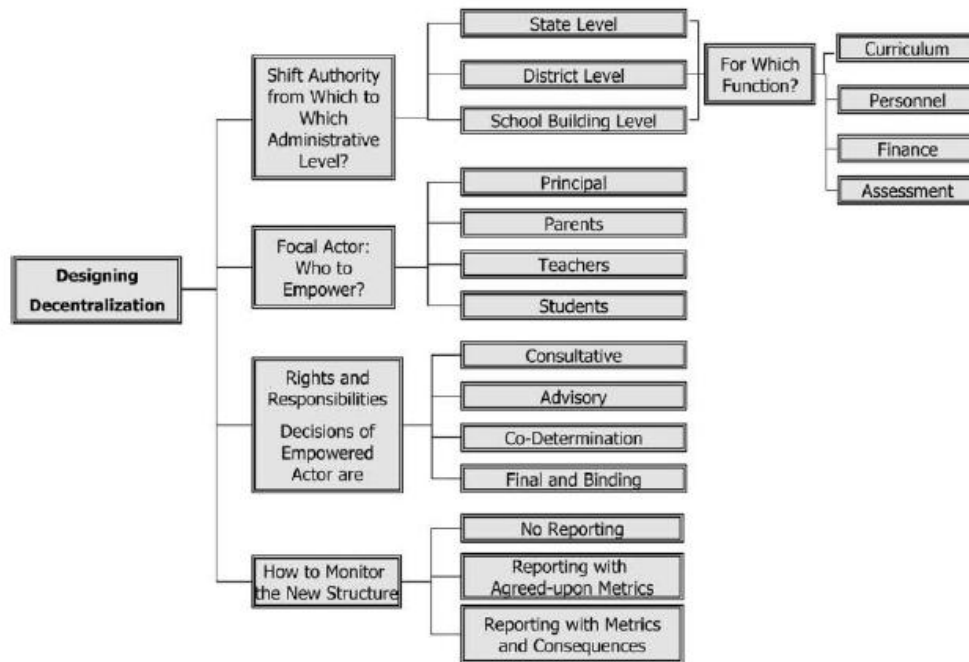 Designing
Decentralization
Shift Authority
from Which to
Which
Administrative
Level?
State Level
District Level
School Building Level
For Which
Function?
Curriculum
Personnel
Finance
Assessment
Focal Actor:
Who to
Empower?
Principal
Parents
Teachers
Students
Rights and
Responsibilities
Decisions of
Empowered
Actor are
Consultative
Advisory
Co-Determination
Final and Binding
How to Monitor
the New Structure
No Reporting
Reporting with
Agreed-upon Metrics
Reporting with Metrics
and Consequences